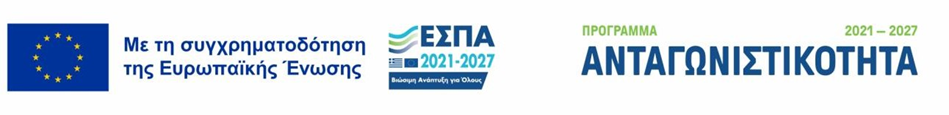 Με τη συγχρηματοδότηση
της Ευρωπαϊκής Ένωσης
ΕΣΠΑ
2021-2027
Βιώσιμη Ανάπτυξη για Όλους
ΠΡΟΓΡΑΜΜΑ 2021 – 2027
ΑΝΤΑΓΩΝΙΣΤΙΚΟΤΗΤΑ